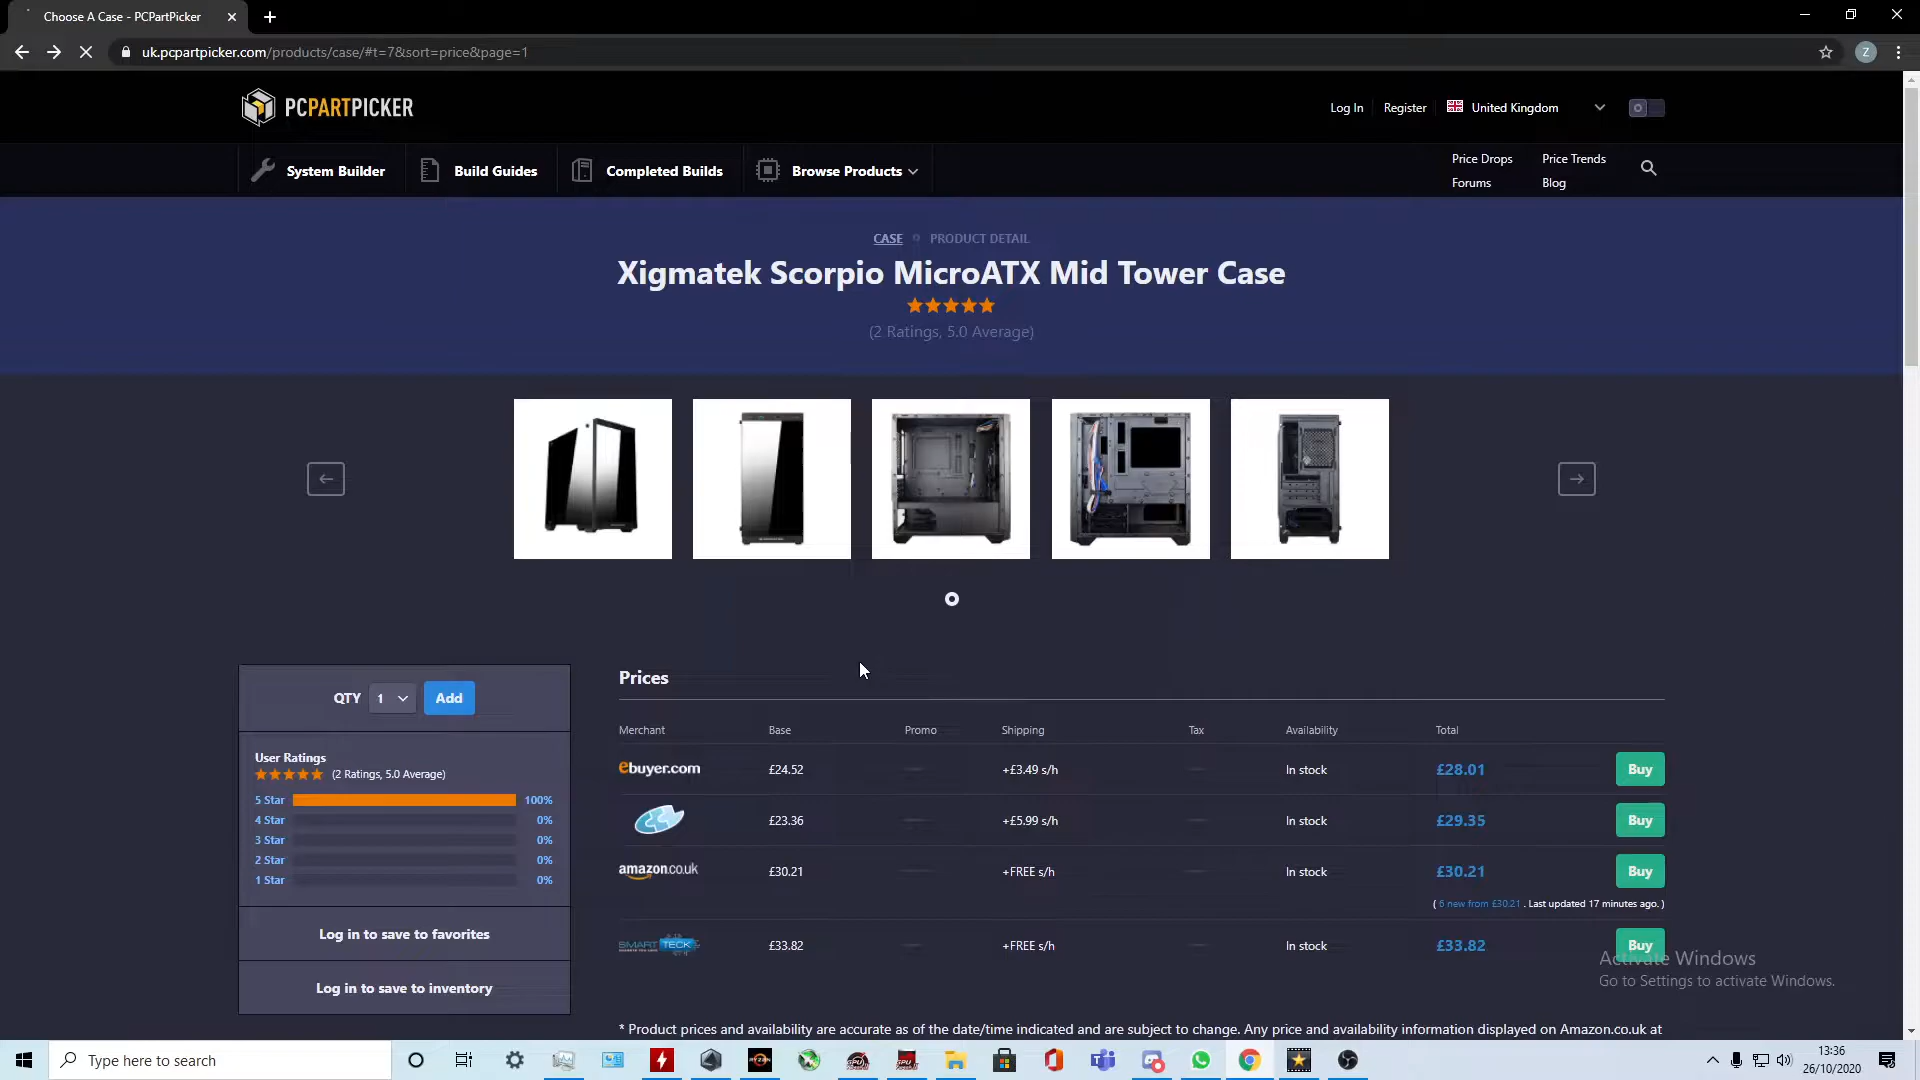 Choose A Case - PCPartPicker
uk.pcpartpicker.com/products/case/#t=7&sort=price&page=1
Z
PCPARTPICKER
Log In
Register
United Kingdom
System Builder
Build Guides
Completed Builds
Browse Products
Price Drops
Price Trends
Forums
Blog
CASE
PRODUCT DETAIL
Xigmatek Scorpio MicroATX Mid Tower Case
(2 Ratings, 5.0 Average)
QTY 1 Add
User Ratings
(2 Ratings, 5.0 Average)
5 Star 100%
4 Star 0%
3 Star 0%
2 Star 0%
1 Star 0%
Log in to save to favorites
Log in to save to inventory
Prices
Merchant Base Promo Shipping Tax Availability Total
ebuyer.com £24.52 +£3.49 s/h In stock £28.01 Buy
£23.36 +£5.99 s/h In stock £29.35 Buy
amazon.co.uk £30.21 +FREE s/h In stock £30.21 Buy
( 6 new from £30.21 . Last updated 17 minutes ago. )
SMART TECK £33.82 +FREE s/h In stock £33.82 Buy
* Product prices and availability are accurate as of the date/time indicated and are subject to change. Any price and availability information displayed on Amazon.co.uk at
Activate Windows
Go to Settings to activate Windows.
Type here to search
RYZEN
GPU
GPU
13:36
26/10/2020